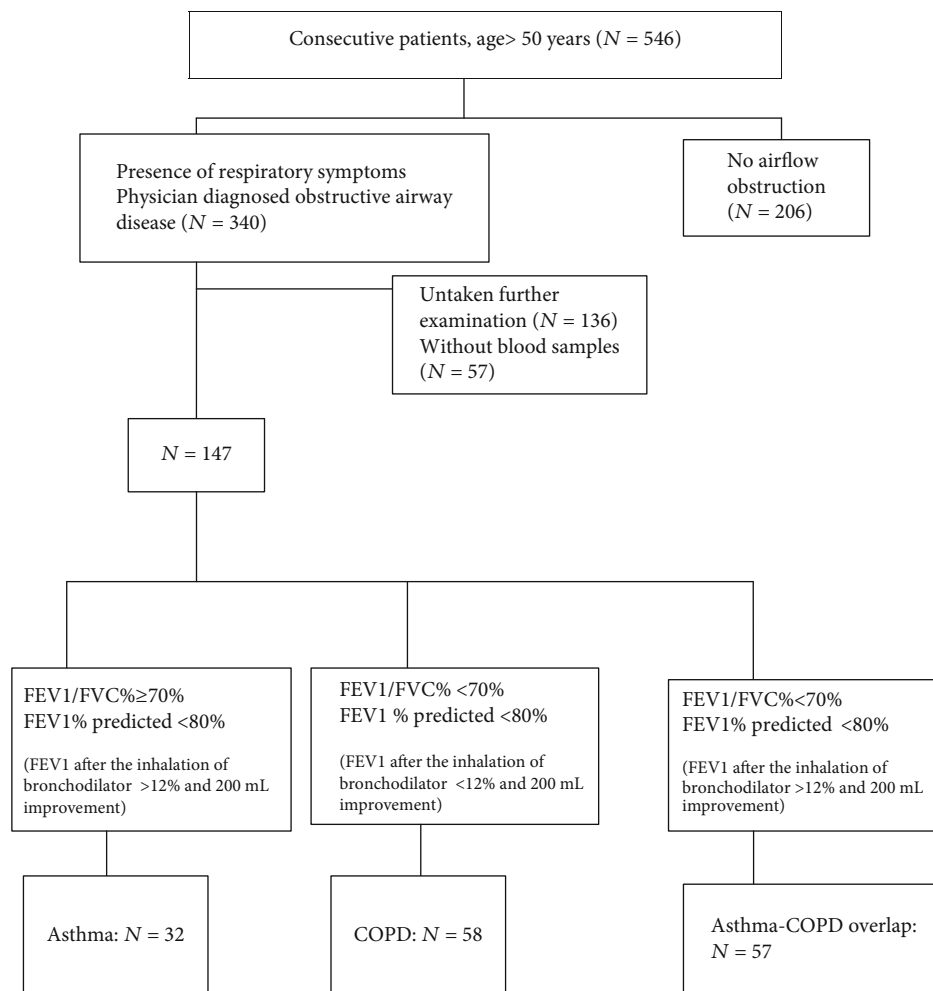 Consecutive patients, age> 50 years (N = 546)
Presence of respiratory symptoms
Physician diagnosed obstructive airway
disease (N = 340)
No airflow
obstruction
(N = 206)
Untaken further
examination (N = 136)
Without blood samples
(N = 57)
N = 147
FEV1/FVC%≥70%
FEV1% predicted <80%
(FEV1 after the inhalation of
bronchodilator >12% and 200 mL
improvement)
FEV1/FVC% <70%
FEV1 % predicted <80%
(FEV1 after the inhalation of
bronchodilator <12% and 200 mL
improvement)
FEV1/FVC%<70%
FEV1% predicted <80%
(FEV1 after the inhalation of
bronchodilator >12% and 200 mL
improvement)
Asthma: N = 32
COPD: N = 58
Asthma-COPD overlap:
N = 57